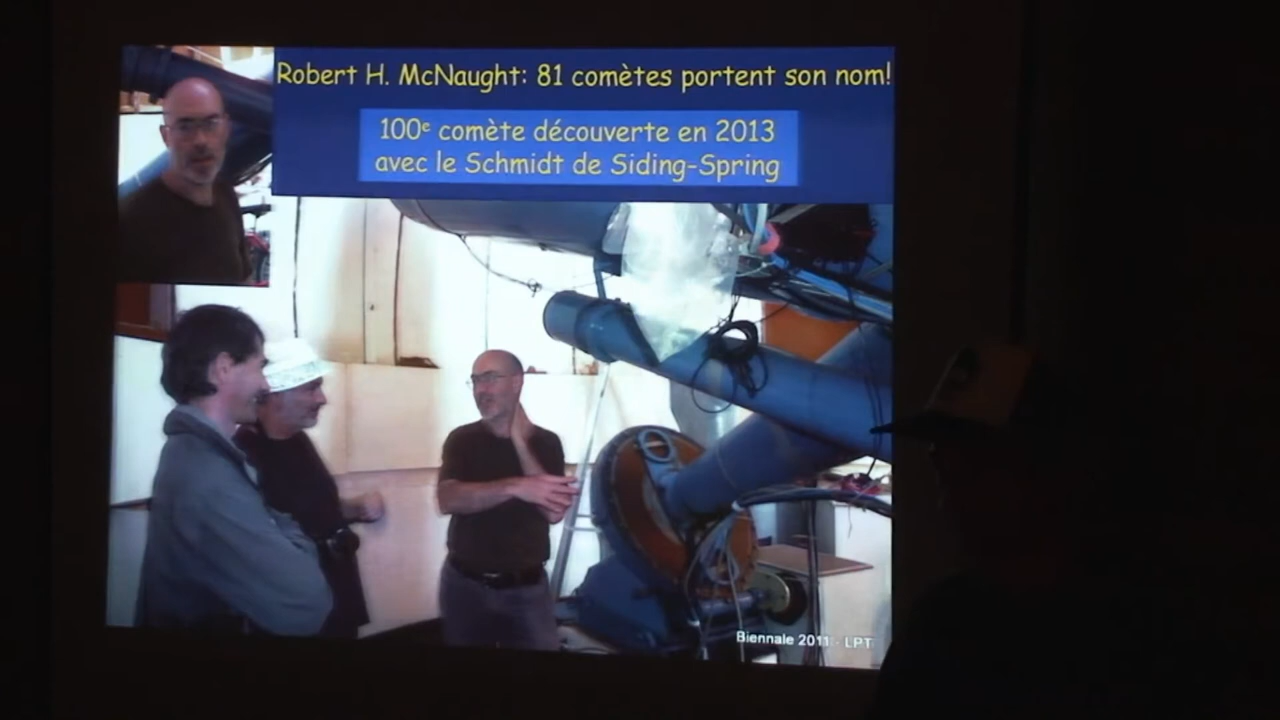 Robert H. McNaught: 81 comètes portent son nom!
100e comète découverte en 2013
avec le Schmidt de Siding-Spring
Biennale 2011 - LPT